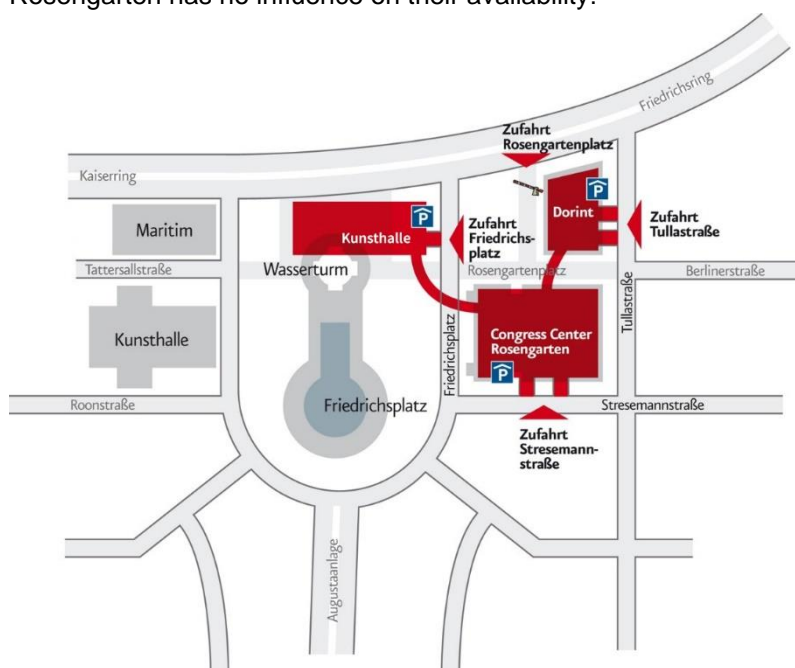 Rosengarten has no influence on their availability.
Friedrichsring
Zufahrt
Rosengartenplatz
Kaiserring
P
P
Dorint
Maritim
Kunsthalle
Zufahrt
Friedrichs-
platz
Zufahrt
Tullastraße
Tattersallstraße
Wasserturm
Rosengartenplatz
Berlinerstraße
Kunsthalle
Friedrichsplatz
Congress Center
Rosengarten
Tullastraße
P
Roonstraße
Friedrichsplatz
Stresemannstraße
Zufahrt
Stresemann-
straße
Augustaanlage